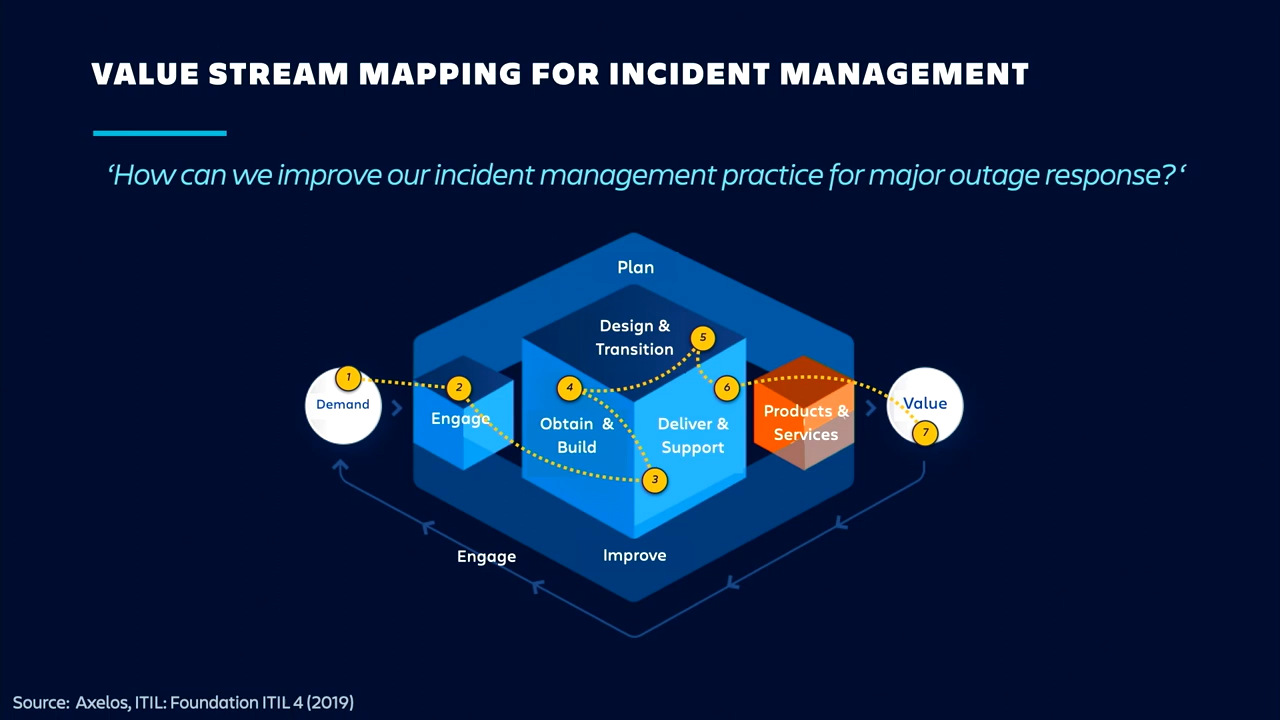 VALUE STREAM MAPPING FOR INCIDENT MANAGEMENT
‘How can we improve our incident management practice for major outage response?‘
Plan
Design &
Transition
5
1
2
4
6
Demand
Engage
Obtain &
Build
Deliver &
Support
Products &
Services
Value
7
3
Engage
Improve
Source: Axelos, ITIL: Foundation ITIL 4 (2019)